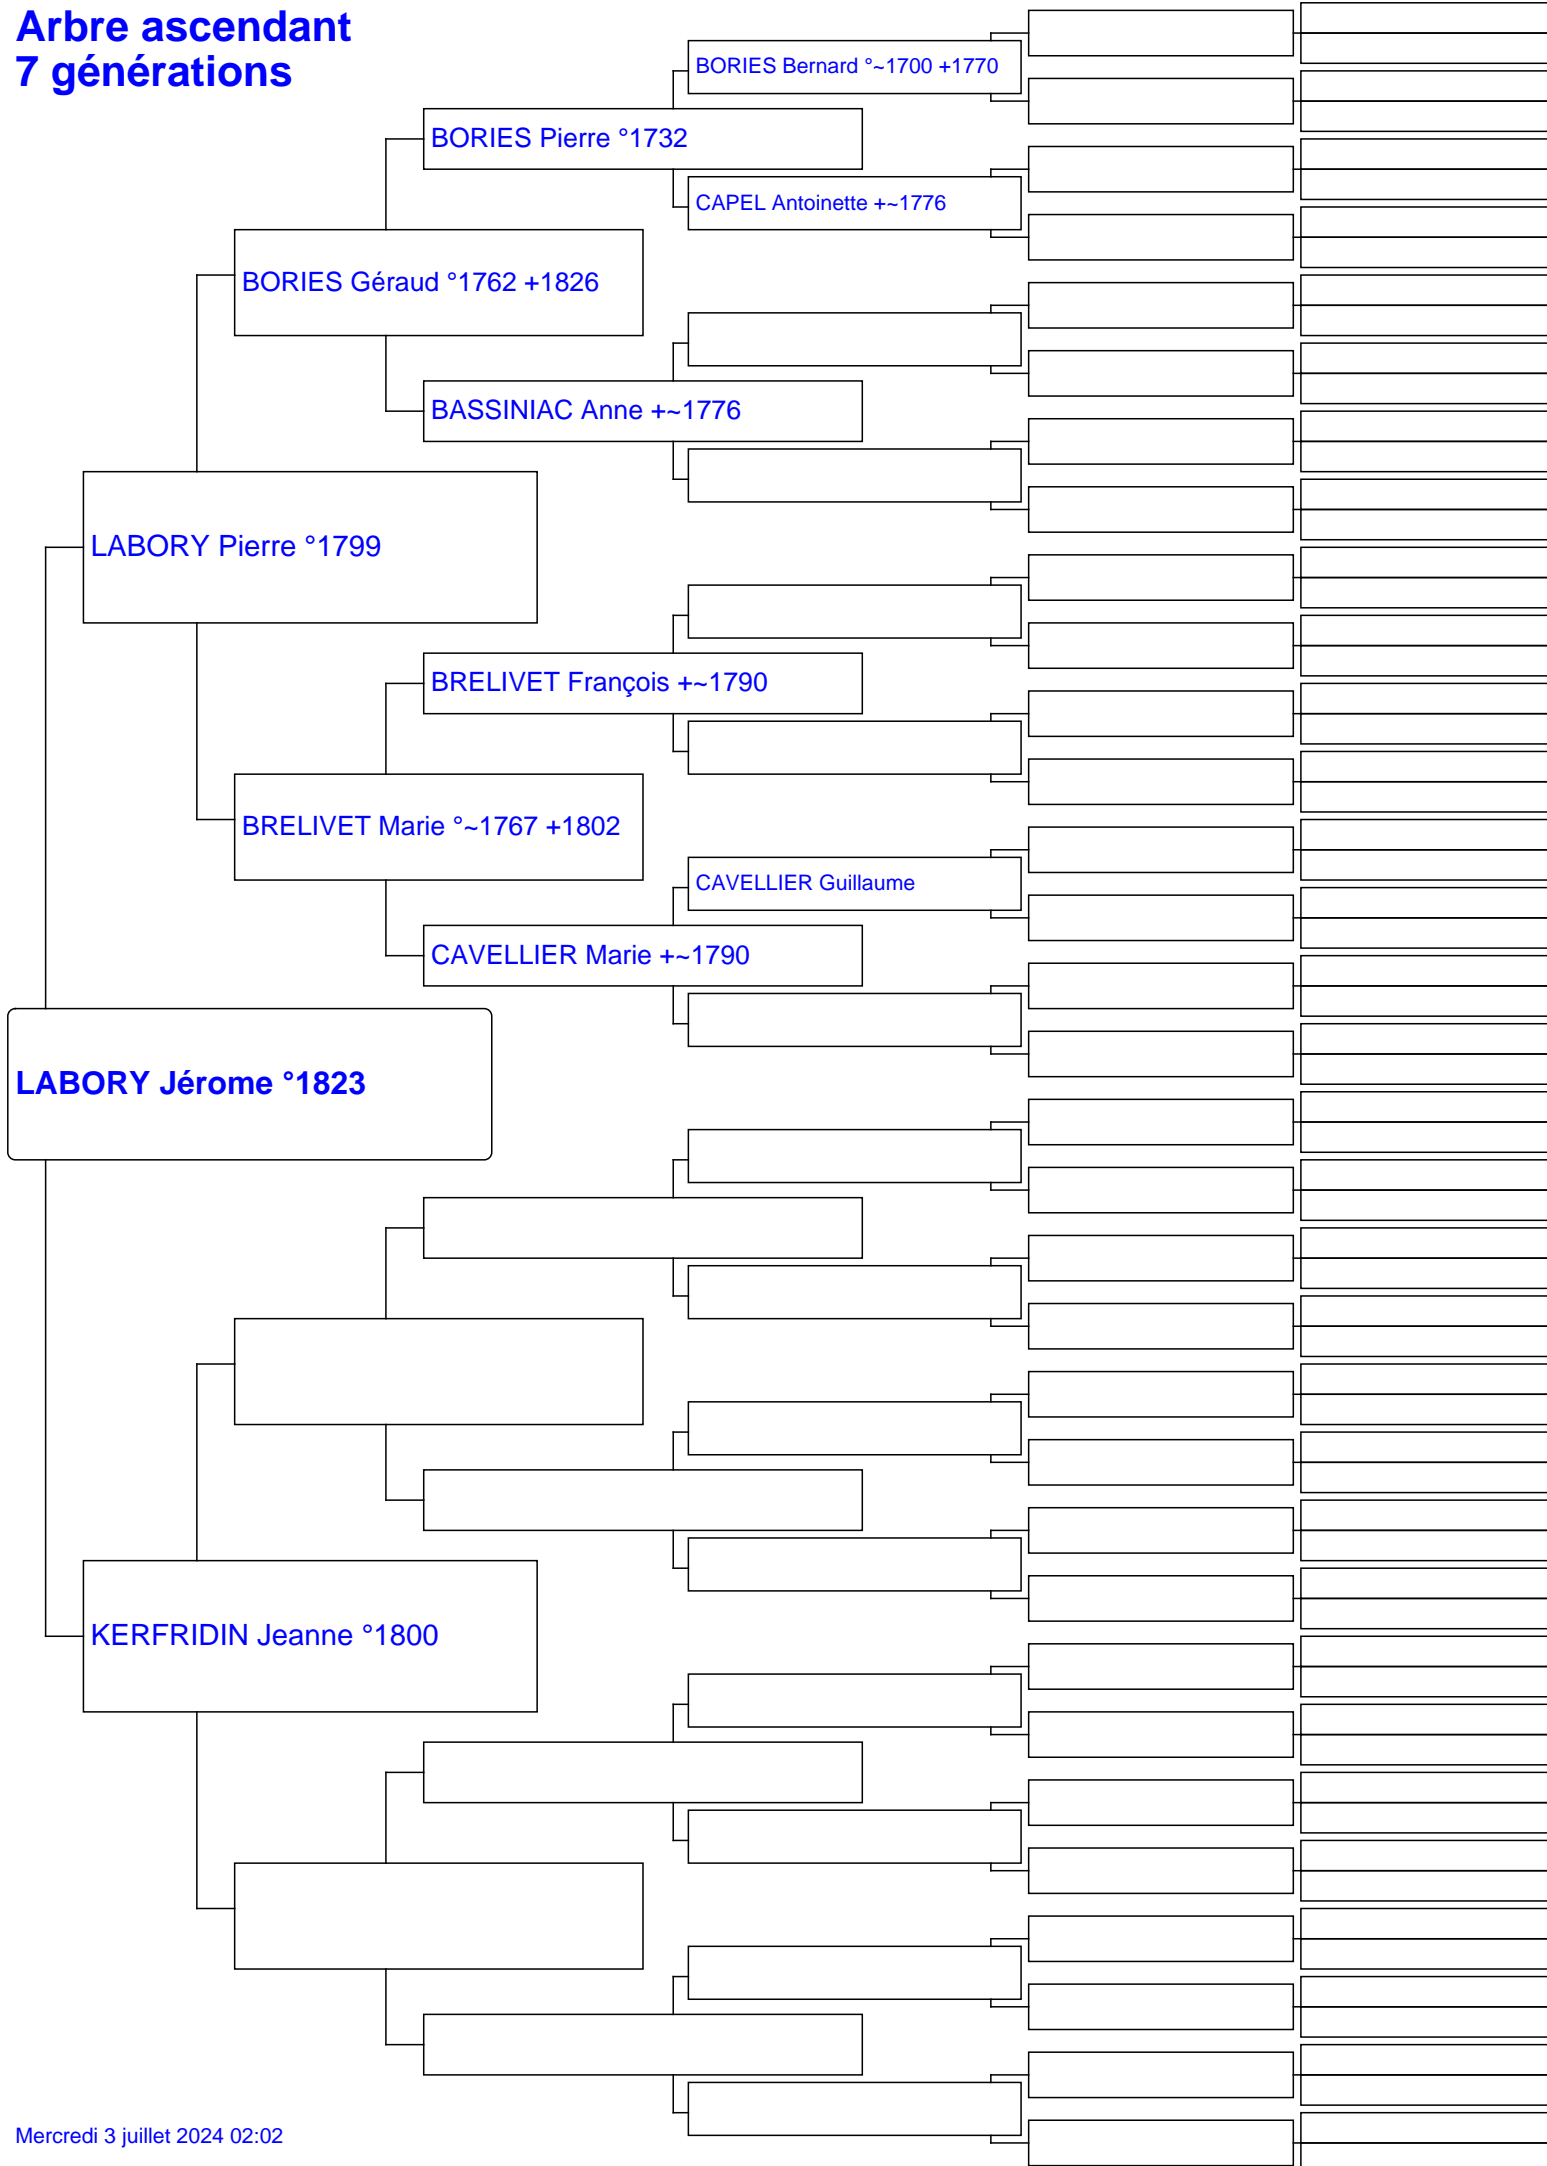 Arbre ascendant
7 générations
BORIES Bernard °~1700 +1770
BORIES Pierre °1732
CAPEL Antoinette +~1776
BORIES Géraud °1762 +1826
BASSINIAC Anne +~1776
LABORY Pierre °1799
BRELIVET François +~1790
BRELIVET Marie °~1767 +1802
CAVELLIER Guillaume
CAVELLIER Marie +~1790
LABORY Jérome °1823
KERFRIDIN Jeanne °1800
Mercredi 3 juillet 2024 02:02